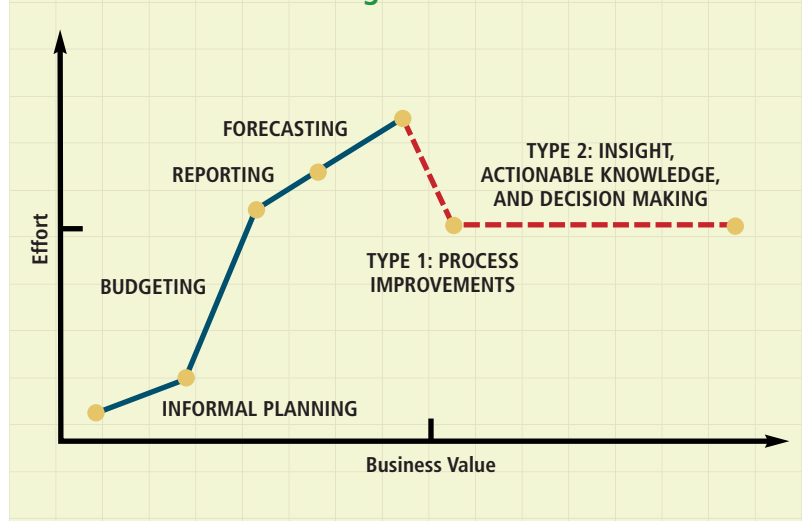 FORECASTING
TYPE 2: INSIGHT,
ACTIONABLE KNOWLEDGE,
AND DECISION MAKING
REPORTING
Effort
TYPE 1: PROCESS
IMPROVEMENTS
BUDGETING
INFORMAL PLANNING
Business Value